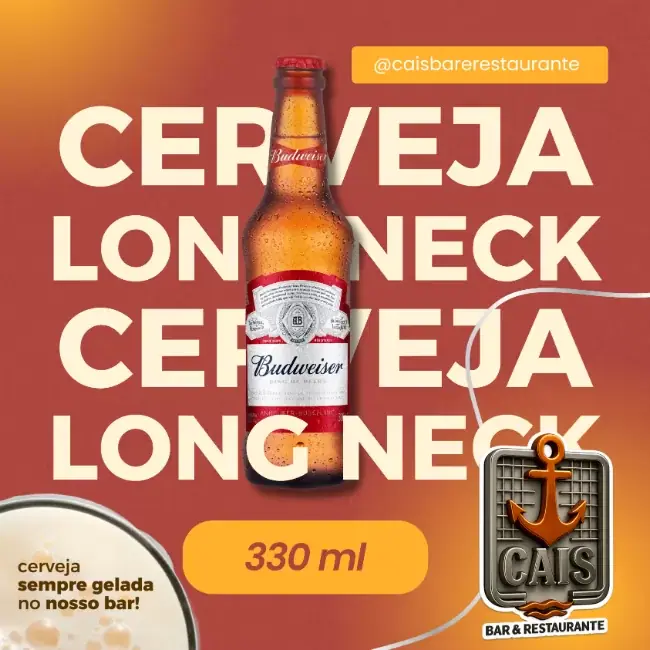 @caisbarerestaurante
CERVEJA
LONG NECK
CERVEJA
LONG NECK
Budweiser
Budweiser
330 ml
cerveja
sempre gelada
no nosso bar!
CAIS
BAR & RESTAURANTE